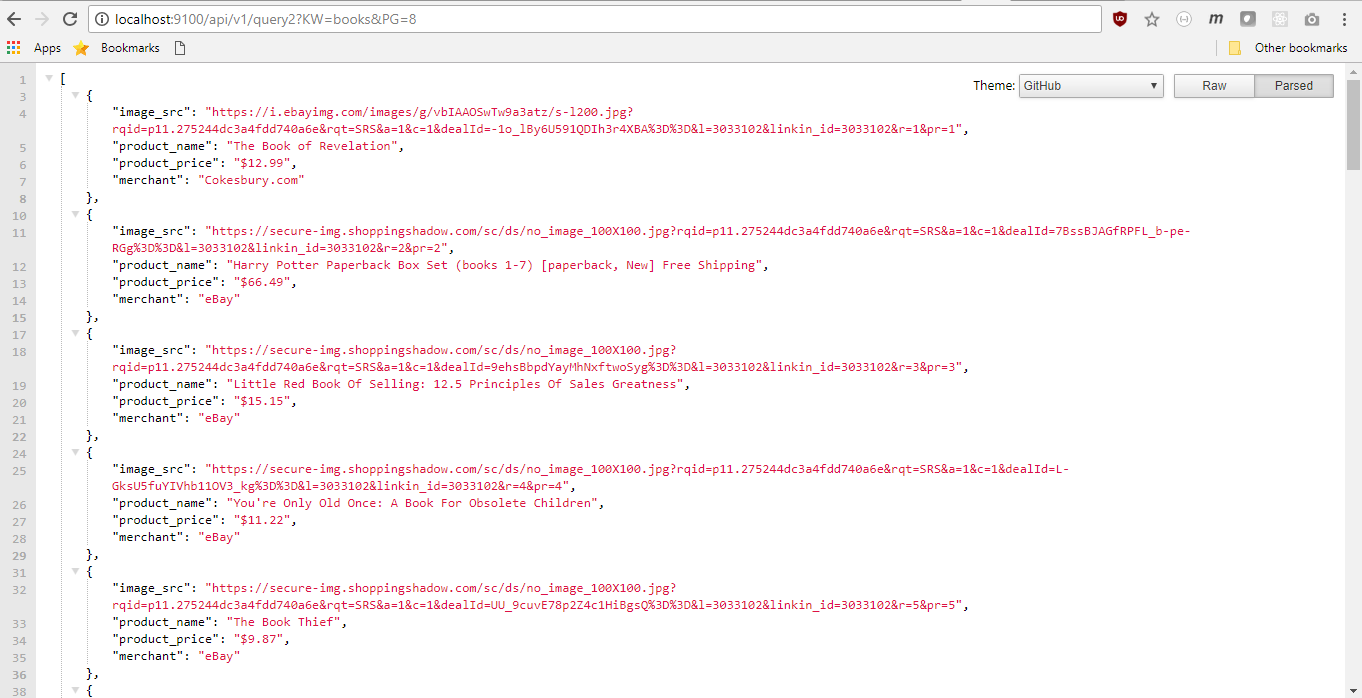 localhost:9100/api/v1/query2?KW=books&PG=8
Apps Bookmarks Other bookmarks
Theme: GitHub Raw Parsed
1 [
3 {
4 "image_src": "https://i.ebayimg.com/images/g/vbIAAOSwTw9a3atz/s-l200.jpg?
rqid=p11.275244dc3a4fdd740a6e&rqt=SRS&a=1&c=1&dealId=-1o_lBy6U591QDIh3r4XBA%3D%3D&l=3033102&linkin_id=3033102&r=1&pr=1",
5 "product_name": "The Book of Revelation",
6 "product_price": "$12.99",
7 "merchant": "Cokesbury.com"
8 },
10 {
11 "image_src": "https://secure-img.shoppingshadow.com/sc/ds/no_image_100X100.jpg?rqid=p11.275244dc3a4fdd740a6e&rqt=SRS&a=1&c=1&dealId=7BssBJAGfRPFL_b-pe-
RGg%3D%3D&l=3033102&linkin_id=3033102&r=2&pr=2",
12 "product_name": "Harry Potter Paperback Box Set (books 1-7) [paperback, New] Free Shipping",
13 "product_price": "$66.49",
14 "merchant": "eBay"
15 },
17 {
18 "image_src": "https://secure-img.shoppingshadow.com/sc/ds/no_image_100X100.jpg?
rqid=p11.275244dc3a4fdd740a6e&rqt=SRS&a=1&c=1&dealId=9ehsBbpdYayMhNxftwoSyg%3D%3D&l=3033102&linkin_id=3033102&r=3&pr=3",
19 "product_name": "Little Red Book Of Selling: 12.5 Principles Of Sales Greatness",
20 "product_price": "$15.15",
21 "merchant": "eBay"
22 },
24 {
25 "image_src": "https://secure-img.shoppingshadow.com/sc/ds/no_image_100X100.jpg?rqid=p11.275244dc3a4fdd740a6e&rqt=SRS&a=1&c=1&dealId=L-
GksU5fuYIVhb11OV3_kg%3D%3D&l=3033102&linkin_id=3033102&r=4&pr=4",
26 "product_name": "You're Only Old Once: A Book For Obsolete Children",
27 "product_price": "$11.22",
28 "merchant": "eBay"
29 },
31 {
32 "image_src": "https://secure-img.shoppingshadow.com/sc/ds/no_image_100X100.jpg?
rqid=p11.275244dc3a4fdd740a6e&rqt=SRS&a=1&c=1&dealId=UU_9cuvE78p2Z4c1HiBgsQ%3D%3D&l=3033102&linkin_id=3033102&r=5&pr=5",
33 "product_name": "The Book Thief",
34 "product_price": "$9.87",
35 "merchant": "eBay"
36 },
38 {